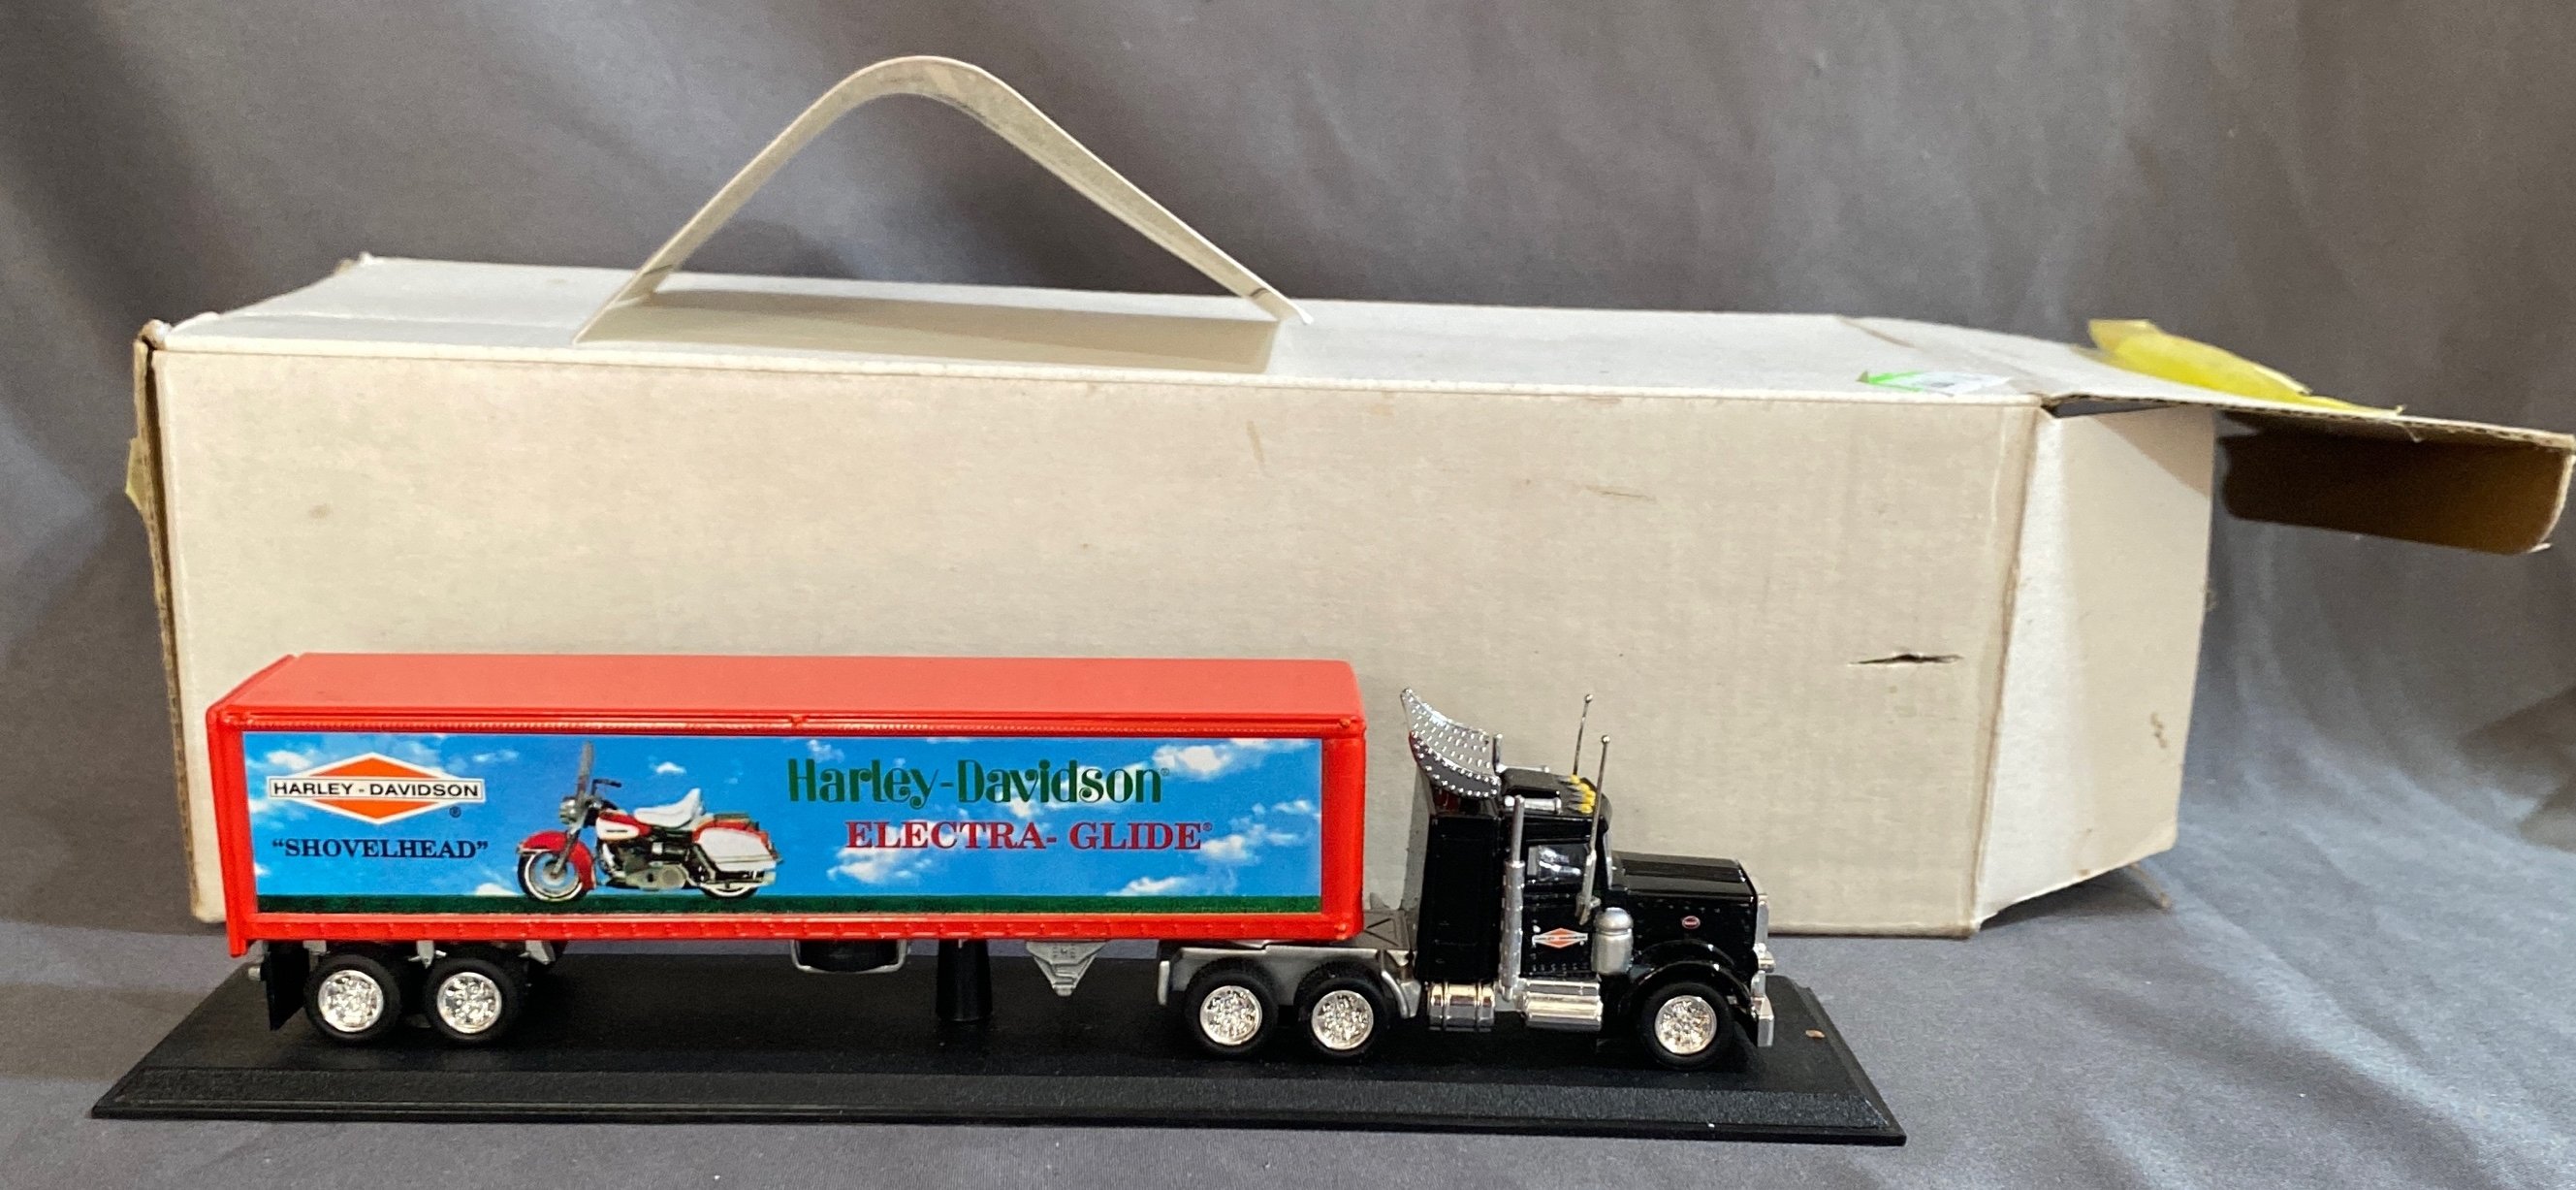 HARLEY-DAVIDSON
®
"SHOVELHEAD"
Harley-Davidson®
ELECTRA-GLIDE®